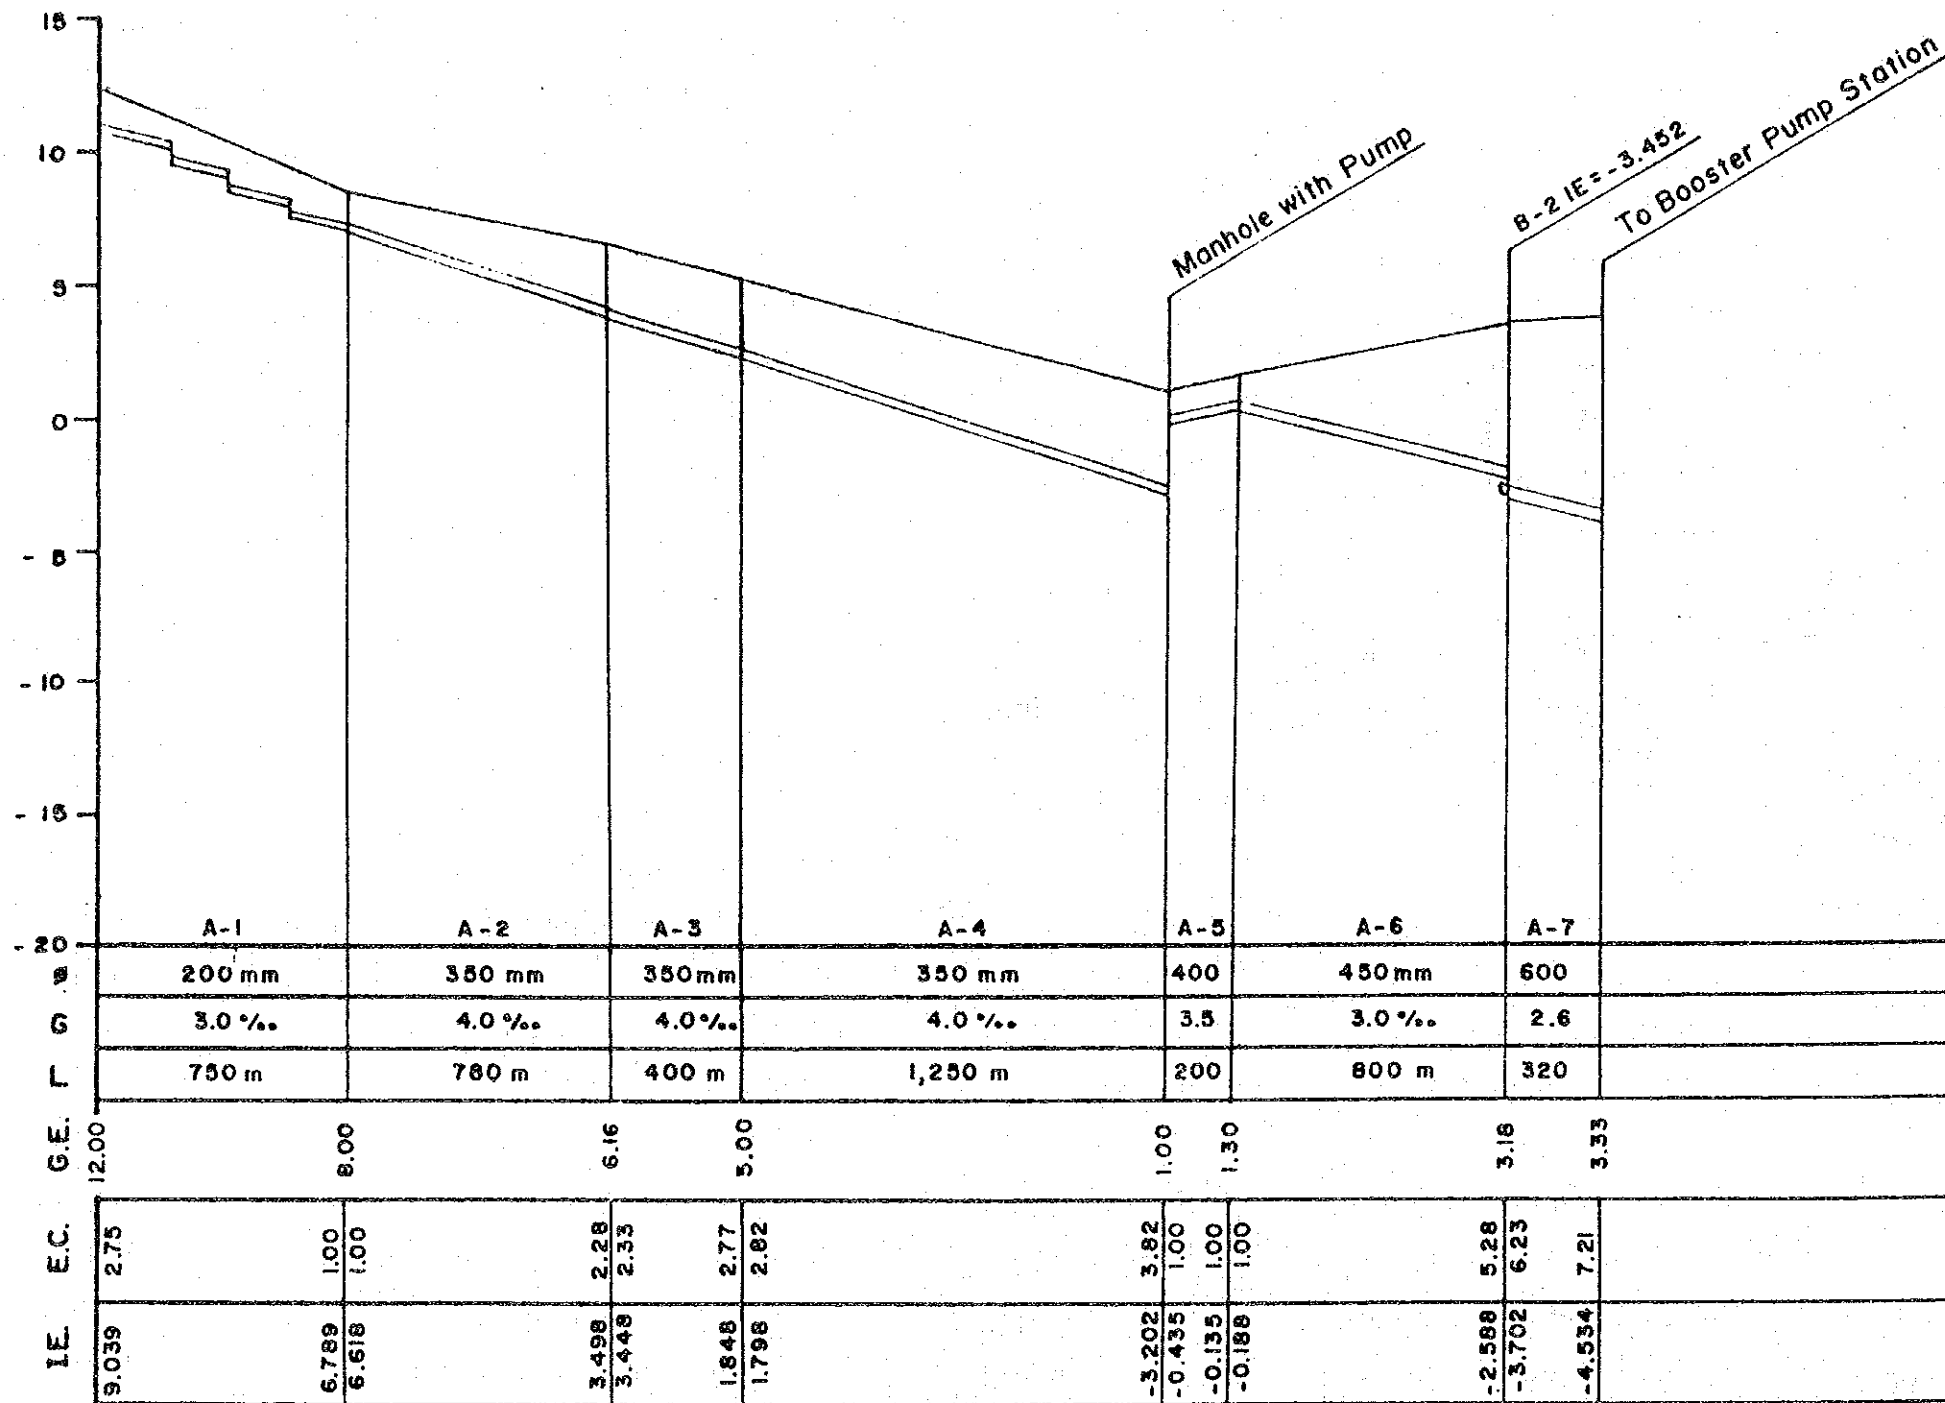 15
10
5
0
- 5
- 10
- 15
- 20
Manhole with Pump
B-2 IE = -3.452
To Booster Pump Station
A-1 A-2 A-3 A-4 A-5 A-6 A-7
ø 200 mm 350 mm 350 mm 350 mm 400 450 mm 600
G 3.0 ‰ 4.0 ‰ 4.0 ‰ 4.0 ‰ 3.5 3.0 ‰ 2.6
L 750 m 780 m 400 m 1,250 m 200 800 m 320
G.E. 12.00 8.00 6.16 5.00 1.00 1.30 3.18 3.33
E.C. 2.75 1.00 1.00 2.28 2.33 2.77 2.82 3.82 1.00 1.00 1.00 5.28 6.23 7.21
I.E. 9.039 6.789 6.618 3.498 3.448 1.848 1.798 -3.202 -0.435 -0.135 -0.188 -2.588 -3.702 -4.534